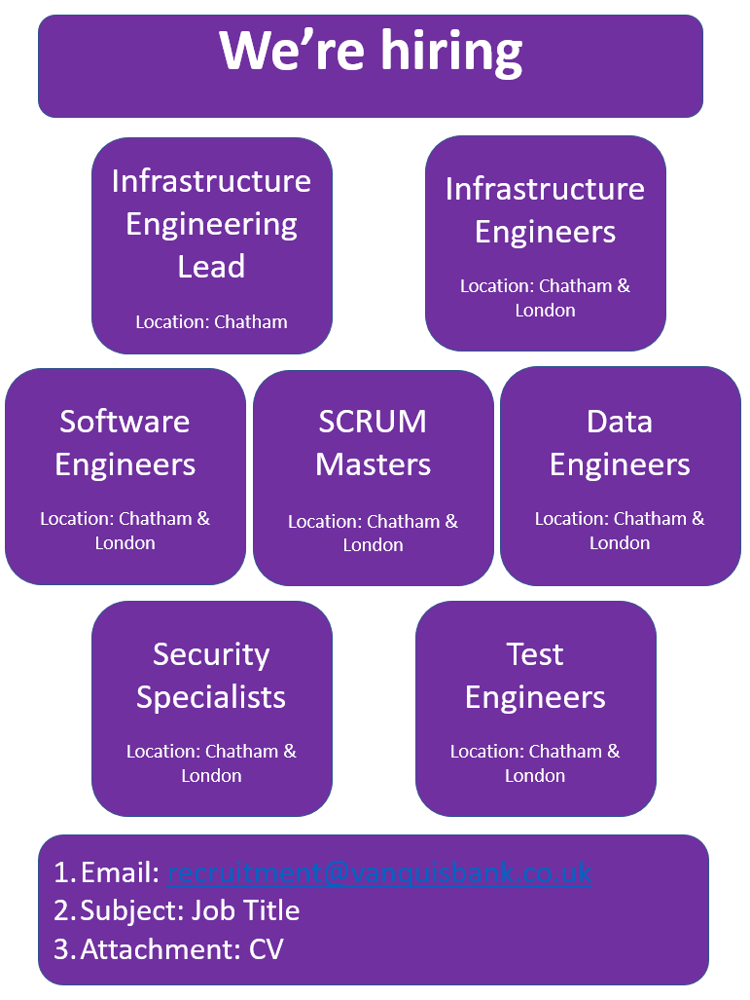 We’re hiring
Infrastructure
Engineering
Lead
Location: Chatham
Infrastructure
Engineers
Location: Chatham &
London
Software
Engineers
Location: Chatham &
London
SCRUM
Masters
Location: Chatham &
London
Data
Engineers
Location: Chatham &
London
Security
Specialists
Location: Chatham &
London
Test
Engineers
Location: Chatham &
London
1. Email: recruitment@vanquisbank.co.uk
2. Subject: Job Title
3. Attachment: CV